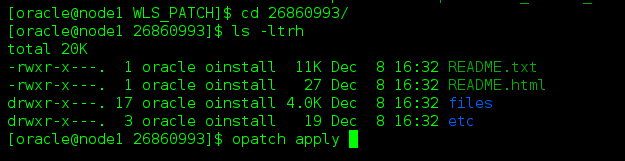 [oracle@node1 WLS_PATCH]$ cd 26860993/
[oracle@node1 26860993]$ ls -ltrh
total 20K
-rwxr-x---. 1 oracle oinstall 11K Dec 8 16:32 README.txt
-rwxr-x---. 1 oracle oinstall 27 Dec 8 16:32 README.html
drwxr-x---. 17 oracle oinstall 4.0K Dec 8 16:32 files
drwxr-x---. 3 oracle oinstall 19 Dec 8 16:32 etc
[oracle@node1 26860993]$ opatch apply